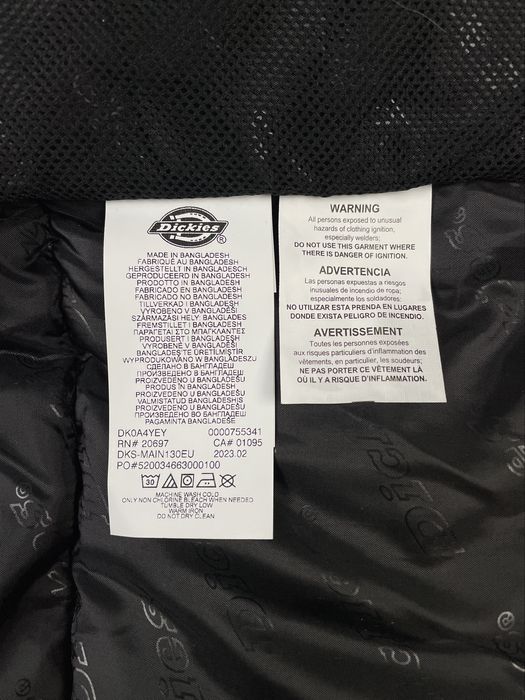 Dickies®
MADE IN BANGLADESH
FABRIQUÉ AU BANGLADESH
HERGESTELLT IN BANGLADESCH
GEPRODUCEERD IN BANGLADESH
PRODOTTO IN BANGLADESH
FABRICADO EN BANGLADESH
FABRICADO NO BANGLADESH
TILLVERKAD I BANGLADESH
VYROBENÉ V BANGLADÉŠI
SZÁRMAZÁSI HELY: BANGLADES
FREMSTILLET I BANGLADESH
ΠΑΡΑΓΕΤΑΙ ΣΤΟ ΜΠΑΓΚΛΑΝΤΕΣ
PRODUSERT I BANGLADESH
VYROBENO V BANGLADÉŠI
BANGLADEŞ'TE ÜRETİLMİŞTİR
WYPRODUKOWANO W BANGLADESZU
СДЕЛАНО В БАНГЛАДЕШ
ПРОИЗВЕДЕНО В БАНГЛАДЕШ
PROIZVEDENO U BANGLADEŠU
PRODUS ÎN BANGLADESH
PROIZVEDENO V BANGLADEŠU
VALMISTATUD BANGLADESHIS
PROIZVEDENO U BANGLADEŠU
ПРОИЗВЕДЕНО ВО БАНГЛАДЕШ
PAGAMINTA BANGLADEŠE
DK0A4YEY 0000755341
RN# 20697 CA# 01095
DKS-MAIN130EU 2023.02
PO#520034663000100
30
MACHINE WASH COLD
ONLY NON CHLORINE BLEACH WHEN NEEDED
TUMBLE DRY LOW
WARM IRON
DO NOT DRY CLEAN
WARNING
All persons exposed to unusual
hazards of clothing ignition,
especially welders:
DO NOT USE THIS GARMENT WHERE
THERE IS DANGER OF IGNITION.
ADVERTENCIA
Las personas expuestas a riesgos
inusuales de incendio de ropa;
especialmente los soldadores:
NO UTILIZAR ESTA PRENDA EN LUGARES
DONDE EXISTA PELIGRO DE INCENDIO.
AVERTISSEMENT
Toutes les personnes exposées
aux risques particuliers d'inflammation des
vêtements, en particulier, les soudeurs:
NE PAS PORTER CE VÊTEMENT LÀ
OÙ IL Y A RISQUE D'INFLAMMATION.